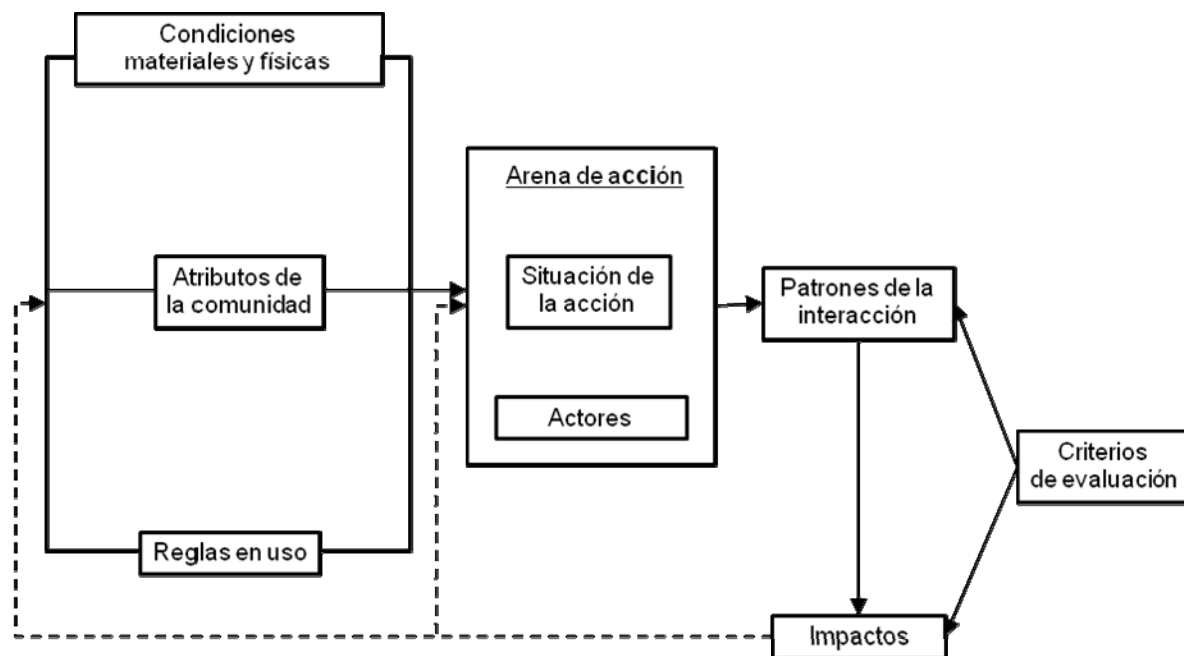 Condiciones
materiales y físicas
Arena de acción
Atributos de
la comunidad
Situación de
la acción
Patrones de la
interacción
Actores
Criterios
de evaluación
Reglas en uso
Impactos